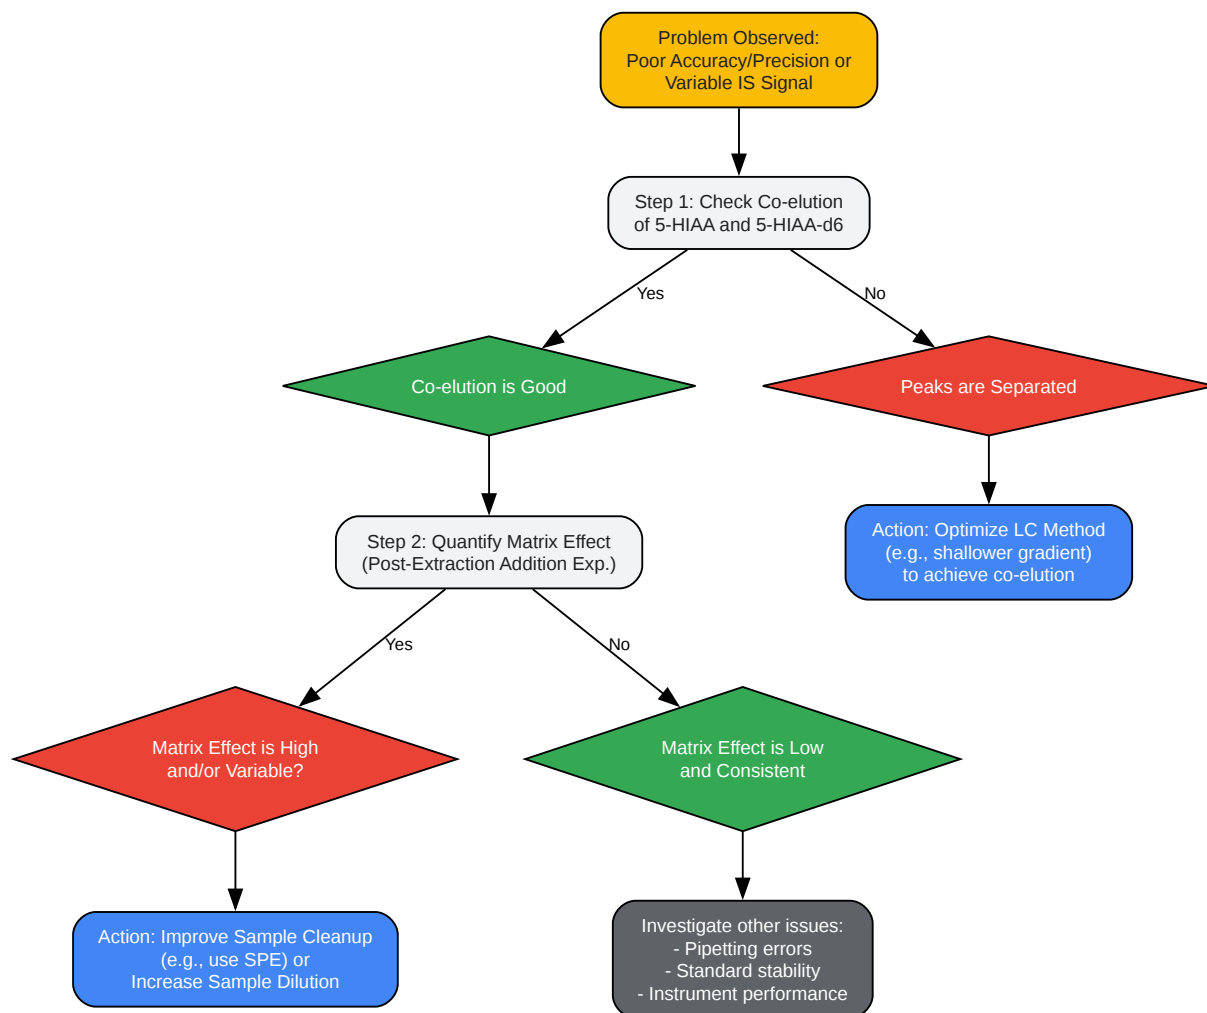 Problem Observed:
Poor Accuracy/Precision or
Variable IS Signal
Step 1: Check Co-elution
of 5-HIAA and 5-HIAA-d6
Yes
No
Co-elution is Good
Peaks are Separated
Step 2: Quantify Matrix Effect
(Post-Extraction Addition Exp.)
Action: Optimize LC Method
(e.g., shallower gradient)
to achieve co-elution
Yes
No
Matrix Effect is High
and/or Variable?
Matrix Effect is Low
and Consistent
Action: Improve Sample Cleanup
(e.g., use SPE) or
Increase Sample Dilution
Investigate other issues:
- Pipetting errors
- Standard stability
- Instrument performance